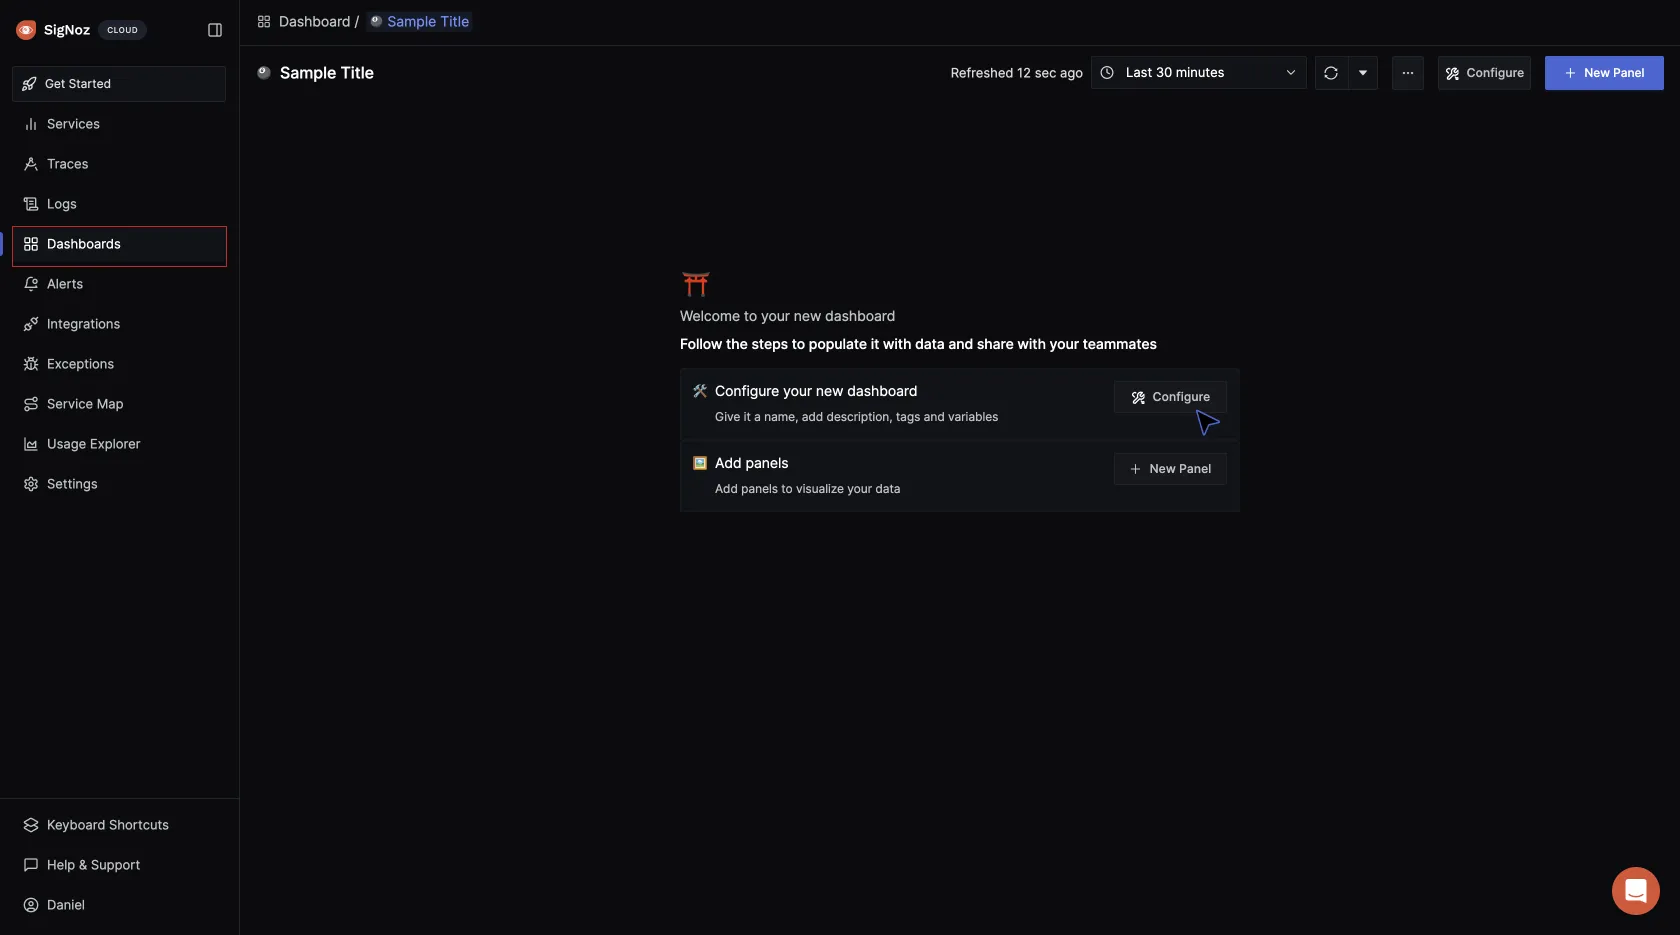 SigNoz CLOUD
Get Started
Services
Traces
Logs
Dashboards
Alerts
Integrations
Exceptions
Service Map
Usage Explorer
Settings
Keyboard Shortcuts
Help & Support
Daniel
Dashboard / Sample Title
Sample Title
Refreshed 12 sec ago Last 30 minutes ... Configure + New Panel
Welcome to your new dashboard
Follow the steps to populate it with data and share with your teammates
Configure your new dashboard
Configure
Give it a name, add description, tags and variables
Add panels
+ New Panel
Add panels to visualize your data